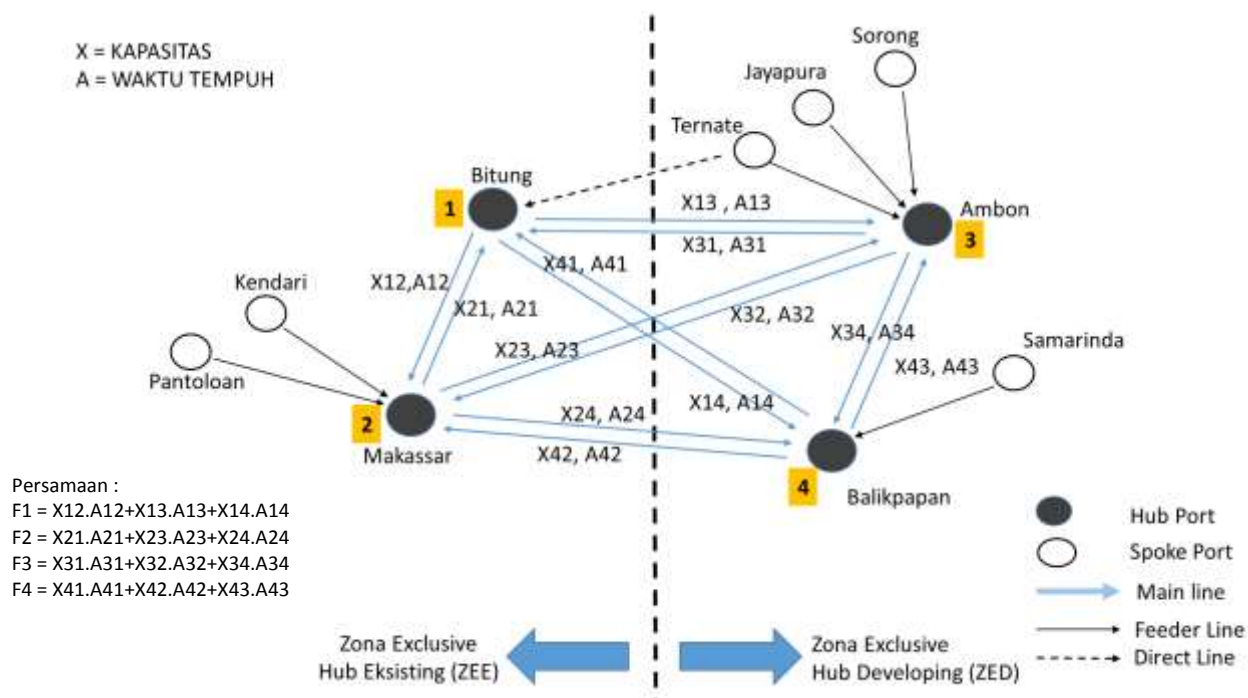 X = KAPASITAS
A = WAKTU TEMPUH
Sorong
Jayapura
Ternate
Bitung
1
X13 , A13
Ambon
3
X31, A31
X41, A41
Kendari
X12,A12
X21, A21
X32, A32
X34, A34
Samarinda
X23, A23
X43, A43
Pantoloan
X14, A14
X24, A24
2
Makassar
X42, A42
4
Balikpapan
Persamaan :
F1 = X12.A12+X13.A13+X14.A14
F2 = X21.A21+X23.A23+X24.A24
F3 = X31.A31+X32.A32+X34.A34
F4 = X41.A41+X42.A42+X43.A43
Hub Port
Spoke Port
Main line
Feeder Line
Direct Line
Zona Exclusive
Hub Eksisting (ZEE)
Zona Exclusive
Hub Developing (ZED)